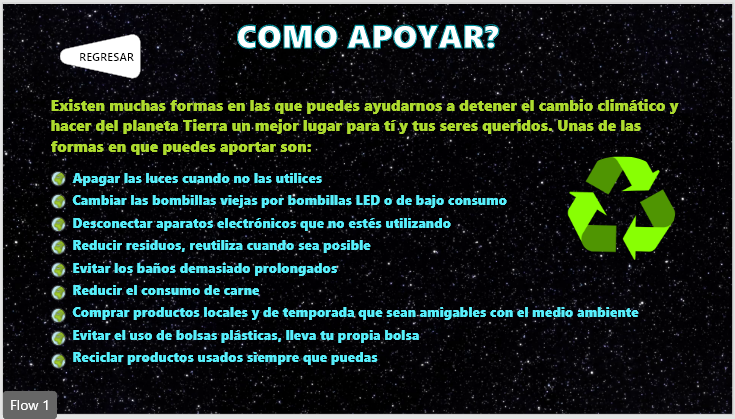 COMO APOYAR?
REGRESAR
Existen muchas formas en las que puedes ayudarnos a detener el cambio climático y
hacer del planeta Tierra un mejor lugar para tí y tus seres queridos. Unas de las
formas en que puedes aportar son:
Apagar las luces cuando no las utilices
Cambiar las bombillas viejas por bombillas LED o de bajo consumo
Desconectar aparatos electrónicos que no estés utilizando
Reducir residuos, reutiliza cuando sea posible
Evitar los baños demasiado prolongados
Reducir el consumo de carne
Comprar productos locales y de temporada que sean amigables con el medio ambiente
Evitar el uso de bolsas plásticas, lleva tu propia bolsa
Reciclar productos usados siempre que puedas
Flow 1